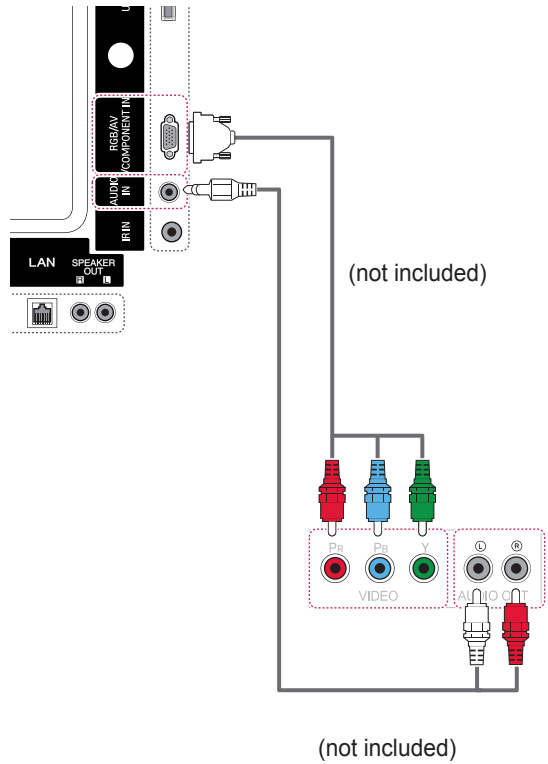 RGB/AV
/COMPONENT IN
AUDIO
IN
IR IN
LAN
SPEAKER
OUT
R L
(not included)
PR PB Y
VIDEO
L R
AUDIO OUT
(not included)